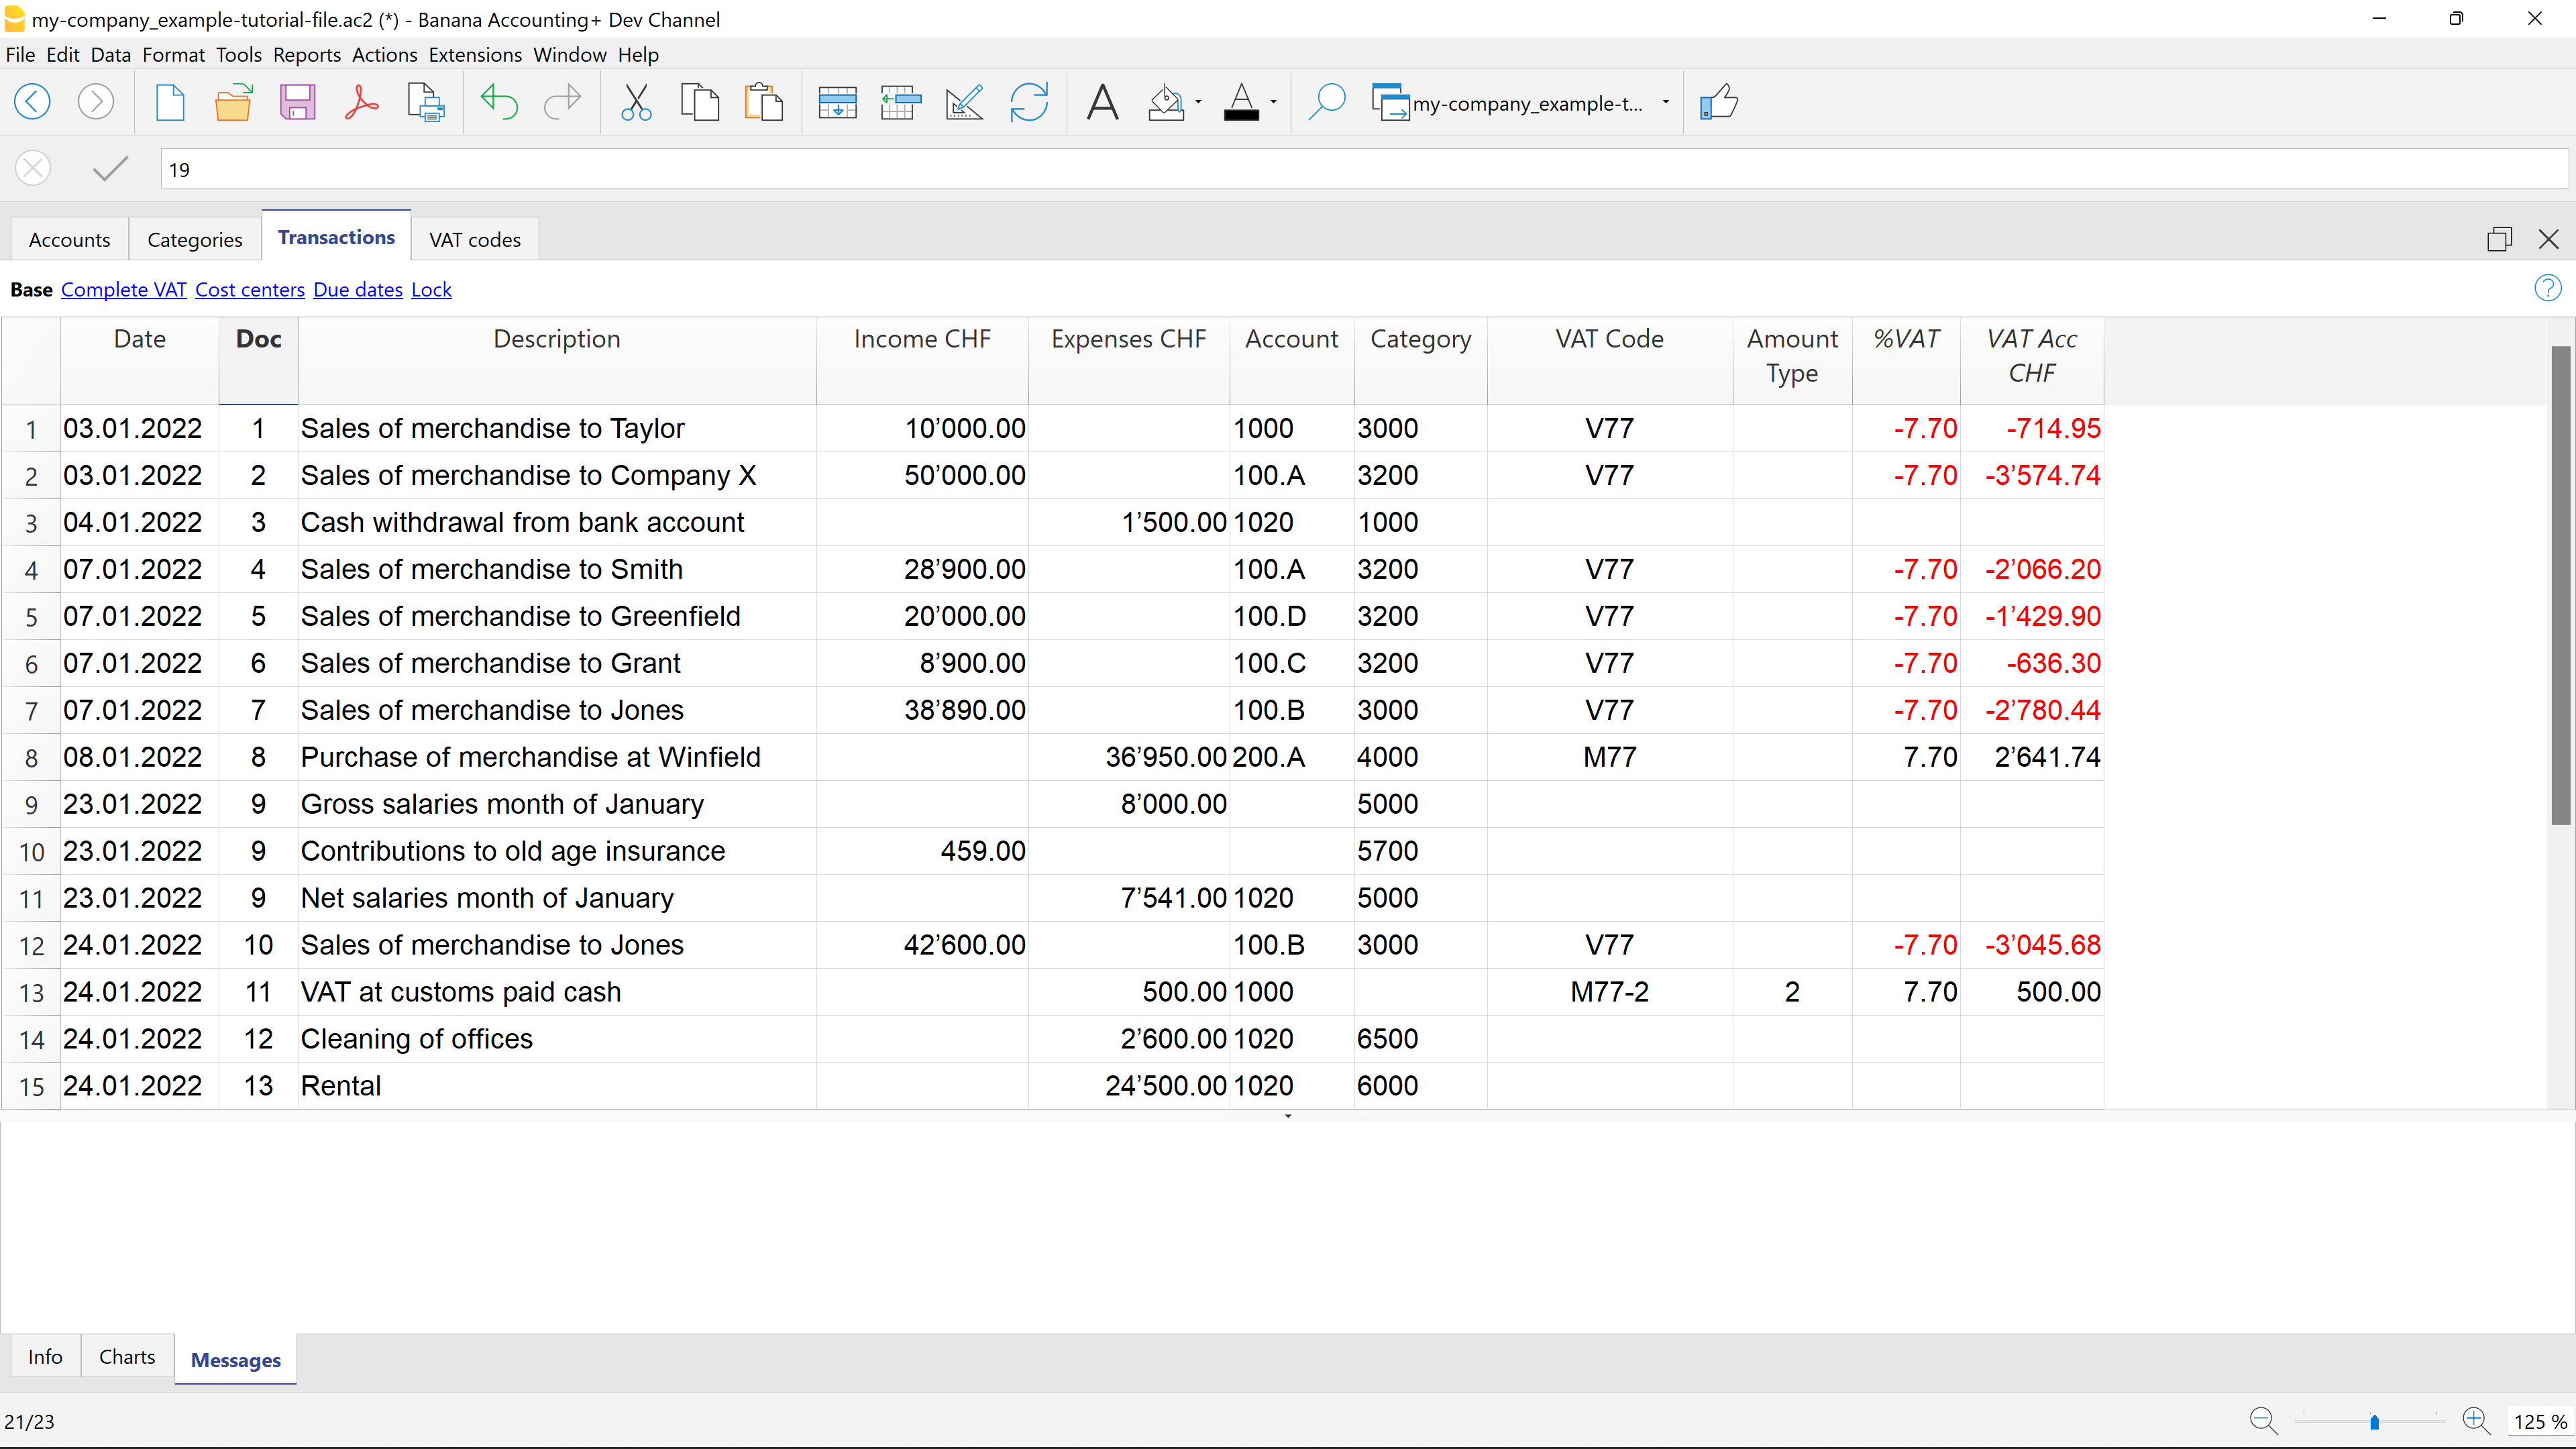 my-company_example-tutorial-file.ac2 (*) - Banana Accounting+ Dev Channel
File Edit Data Format Tools Reports Actions Extensions Window Help
my-company_example-t...
19
Accounts Categories Transactions VAT codes
Base Complete VAT Cost centers Due dates Lock
Date Doc Description Income CHF Expenses CHF Account Category VAT Code Amount Type %VAT VAT Acc CHF
1 03.01.2022 1 Sales of merchandise to Taylor 10’000.00 1000 3000 V77 -7.70 -714.95
2 03.01.2022 2 Sales of merchandise to Company X 50’000.00 100.A 3200 V77 -7.70 -3’574.74
3 04.01.2022 3 Cash withdrawal from bank account 1’500.00 1020 1000
4 07.01.2022 4 Sales of merchandise to Smith 28’900.00 100.A 3200 V77 -7.70 -2’066.20
5 07.01.2022 5 Sales of merchandise to Greenfield 20’000.00 100.D 3200 V77 -7.70 -1’429.90
6 07.01.2022 6 Sales of merchandise to Grant 8’900.00 100.C 3200 V77 -7.70 -636.30
7 07.01.2022 7 Sales of merchandise to Jones 38’890.00 100.B 3000 V77 -7.70 -2’780.44
8 08.01.2022 8 Purchase of merchandise at Winfield 36’950.00 200.A 4000 M77 7.70 2’641.74
9 23.01.2022 9 Gross salaries month of January 8’000.00 5000
10 23.01.2022 9 Contributions to old age insurance 459.00 5700
11 23.01.2022 9 Net salaries month of January 7’541.00 1020 5000
12 24.01.2022 10 Sales of merchandise to Jones 42’600.00 100.B 3000 V77 -7.70 -3’045.68
13 24.01.2022 11 VAT at customs paid cash 500.00 1000 M77-2 2 7.70 500.00
14 24.01.2022 12 Cleaning of offices 2’600.00 1020 6500
15 24.01.2022 13 Rental 24’500.00 1020 6000
Info Charts Messages
21/23
125 %